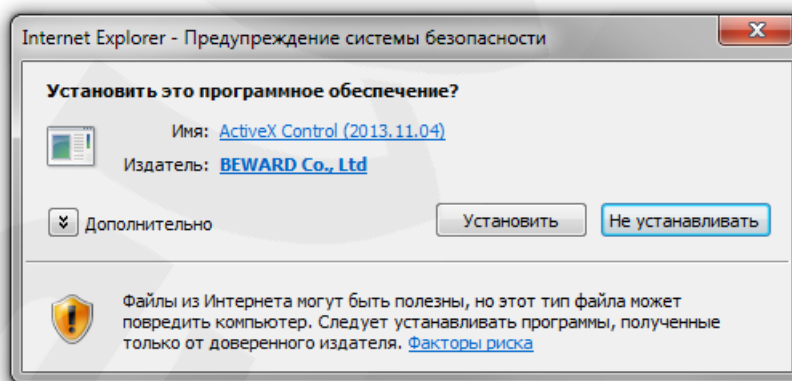 Internet Explorer - Предупреждение системы безопасности
Установить это программное обеспечение?
Имя: ActiveX Control (2013.11.04)
Издатель: BEWARD Co., Ltd
Дополнительно
Установить
Не устанавливать
Файлы из Интернета могут быть полезны, но этот тип файла может
повредить компьютер. Следует устанавливать программы, полученные
только от доверенного издателя. Факторы риска